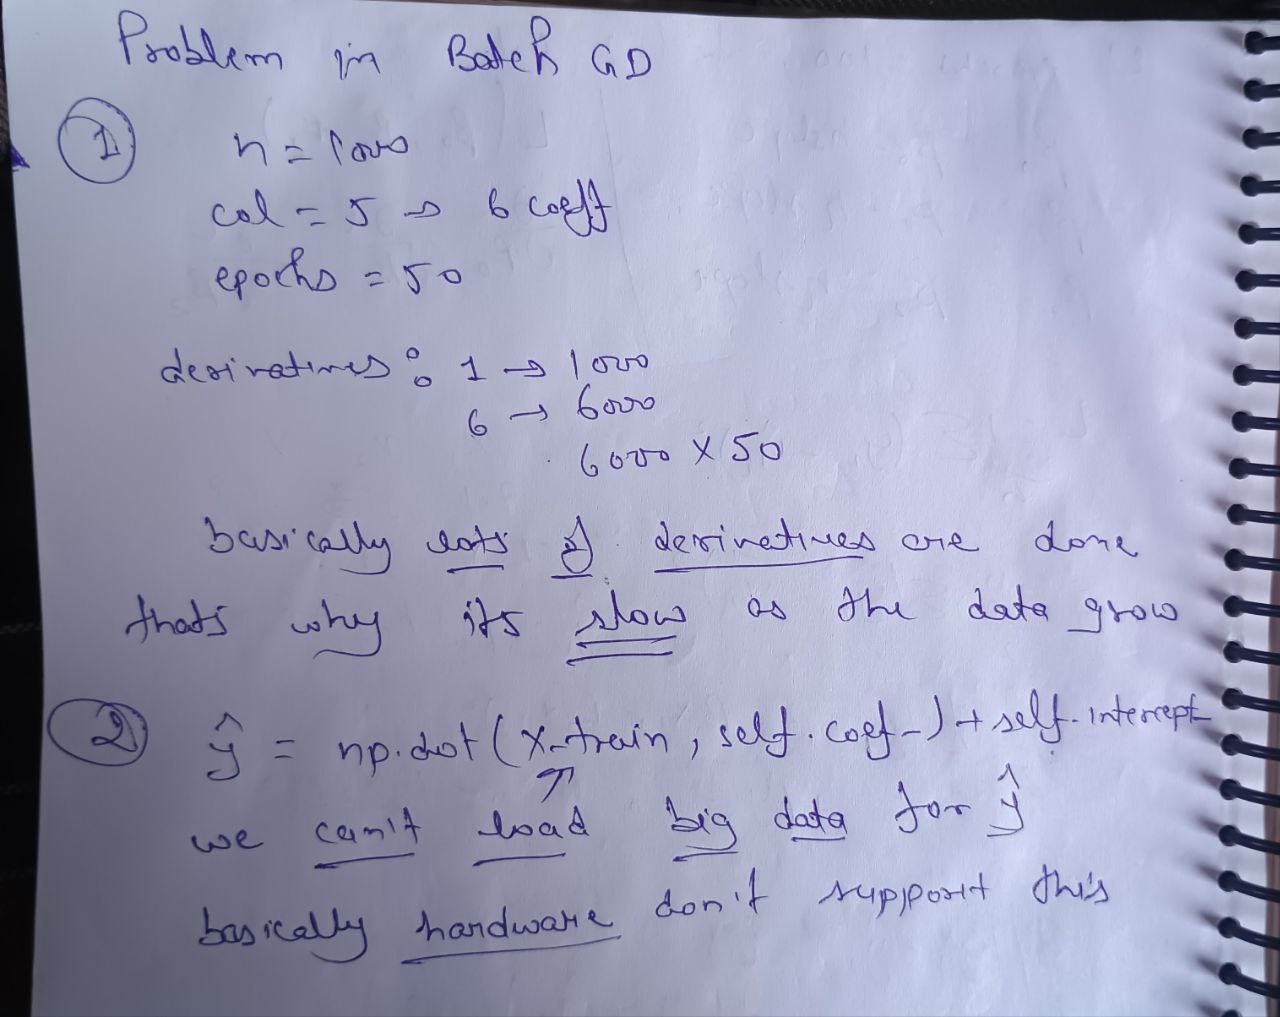 Problem in Batch GD
1
n = 1000
col = 5 → 6 coeff
epochs = 50
derivatives : 1 → 1000
6 → 6000
6000 X 50
basically lots of derivatives are done
thats why its slow as the data grow
2
ŷ = np.dot(X_train, self.coef_) + self.intercept_
we can't load big data for ŷ
basically hardware don't support this